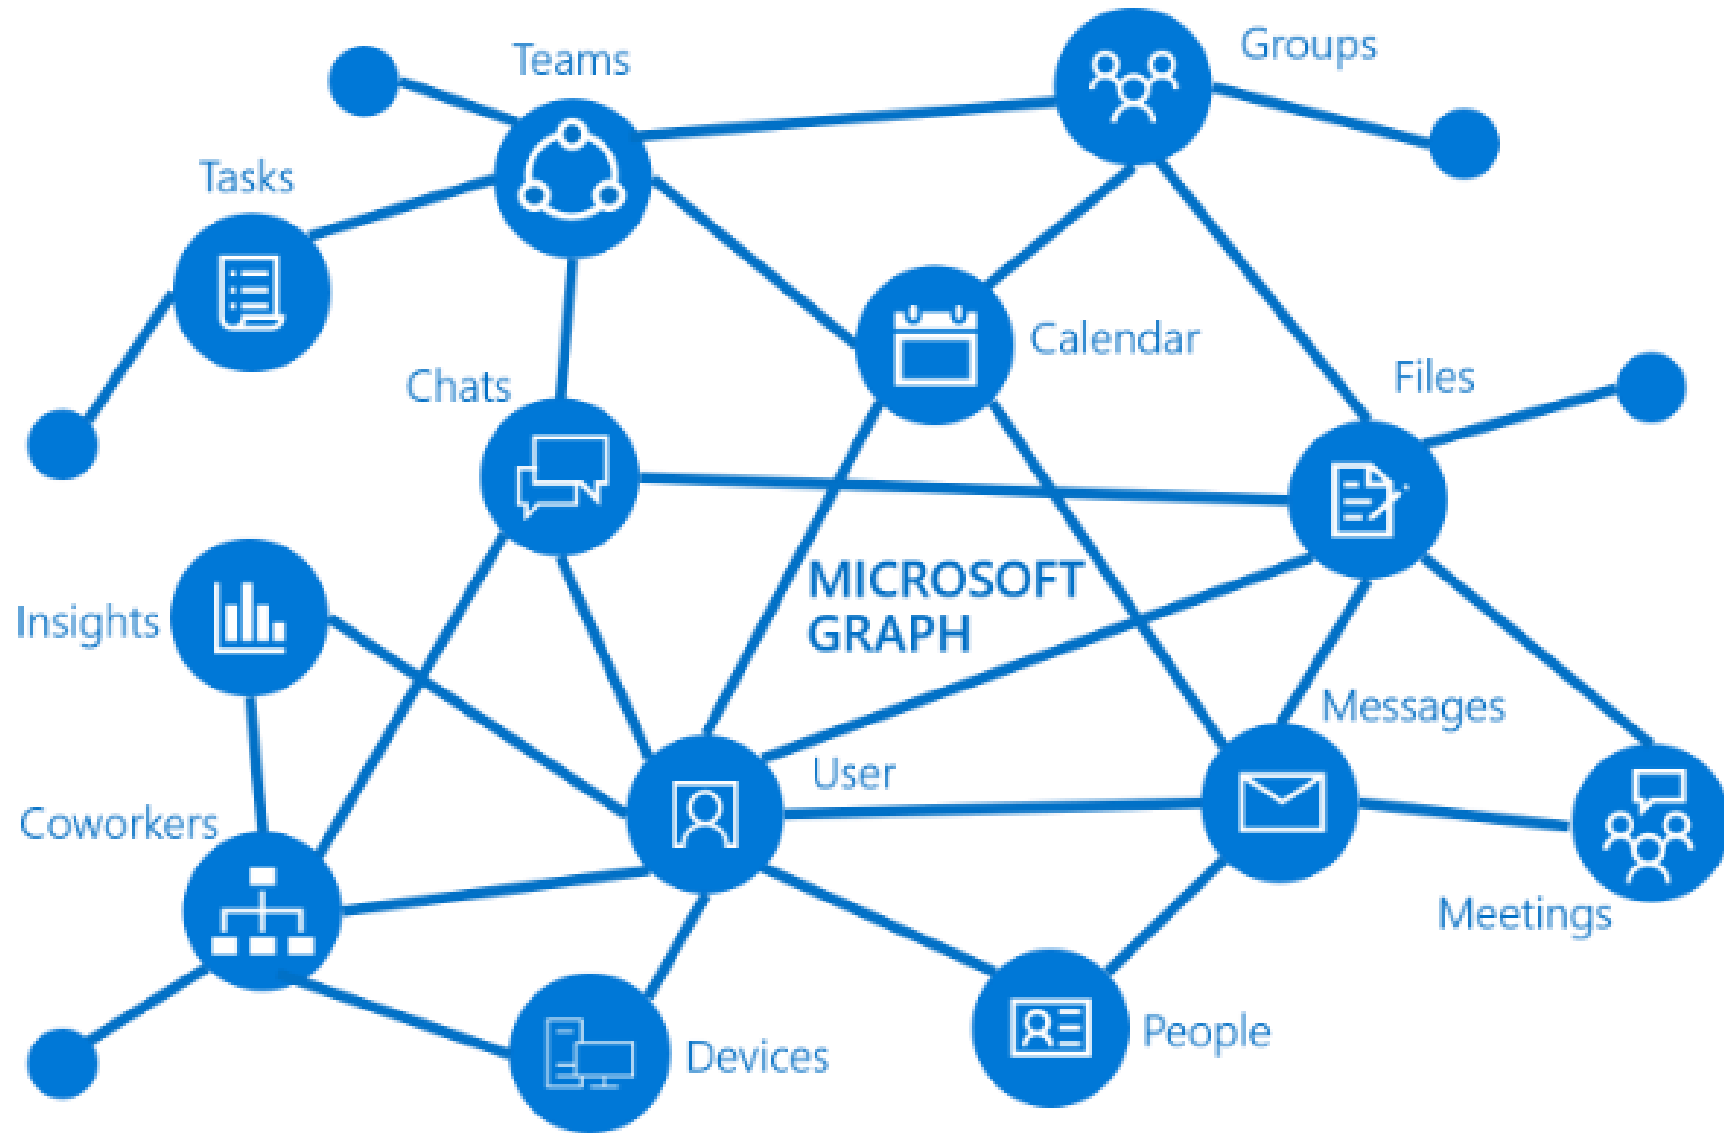 Teams
Groups
Tasks
Calendar
Chats
Files
MICROSOFT
GRAPH
Insights
Messages
User
Coworkers
Meetings
People
Devices